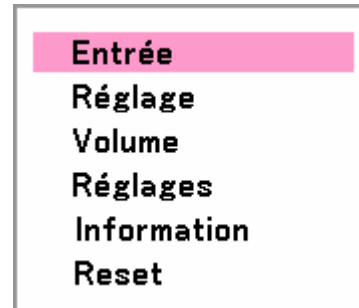 Entrée
Réglage
Volume
Réglages
Information
Reset